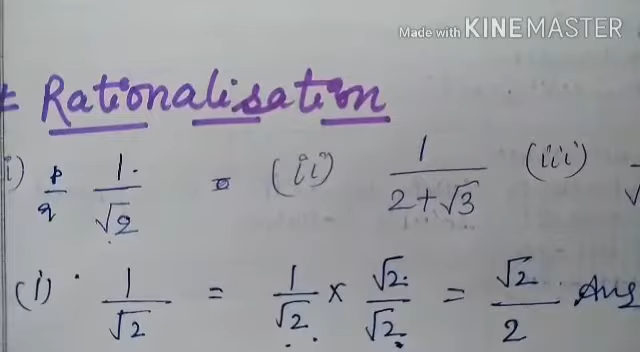 Made with KINEMASTER
Rationalisation
i) p/q 1/√2 (ii) 1/(2+√3) (iii) √
(i) 1/√2 = 1/√2 × √2/√2 = √2/2 Ans